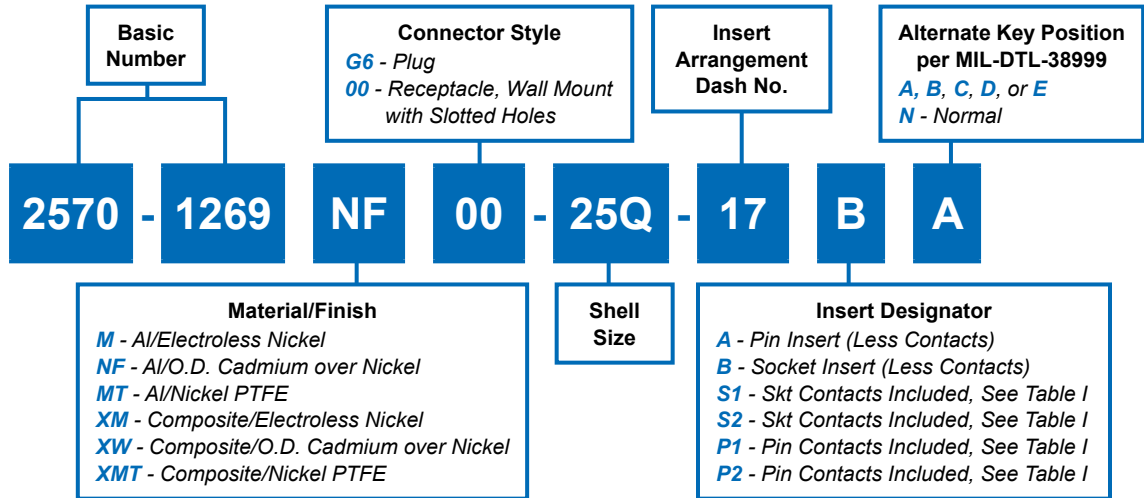 Basic
Number
Connector Style
G6 - Plug
00 - Receptacle, Wall Mount
with Slotted Holes
Insert
Arrangement
Dash No.
Alternate Key Position
per MIL-DTL-38999
A, B, C, D, or E
N - Normal
2570 - 1269 NF 00 - 25Q - 17 B A
Material/Finish
M - Al/Electroless Nickel
NF - Al/O.D. Cadmium over Nickel
MT - Al/Nickel PTFE
XM - Composite/Electroless Nickel
XW - Composite/O.D. Cadmium over Nickel
XMT - Composite/Nickel PTFE
Shell
Size
Insert Designator
A - Pin Insert (Less Contacts)
B - Socket Insert (Less Contacts)
S1 - Skt Contacts Included, See Table I
S2 - Skt Contacts Included, See Table I
P1 - Pin Contacts Included, See Table I
P2 - Pin Contacts Included, See Table I